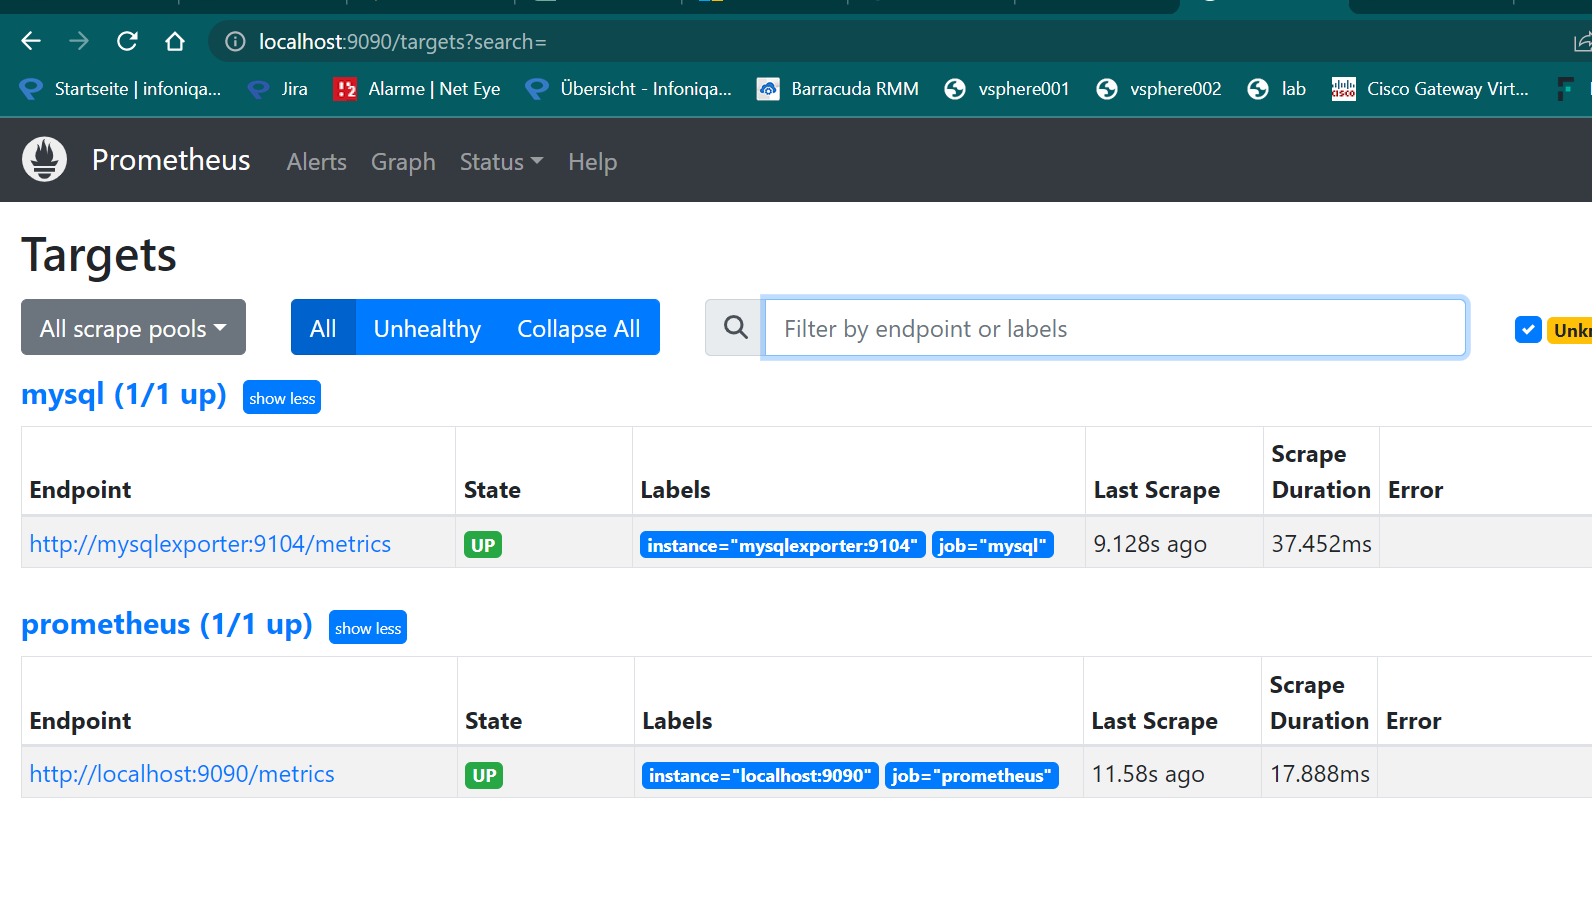 localhost:9090/targets?search=
Startseite | infoniqa... Jira Alarme | Net Eye Übersicht - Infoniqa... Barracuda RMM vsphere001 vsphere002 lab Cisco Gateway Virt...
Prometheus Alerts Graph Status Help
Targets
All scrape pools All Unhealthy Collapse All Filter by endpoint or labels
mysql (1/1 up) show less
Endpoint State Labels Last Scrape Scrape Duration Error
http://mysqlexporter:9104/metrics UP instance="mysqlexporter:9104" job="mysql" 9.128s ago 37.452ms
prometheus (1/1 up) show less
Endpoint State Labels Last Scrape Scrape Duration Error
http://localhost:9090/metrics UP instance="localhost:9090" job="prometheus" 11.58s ago 17.888ms